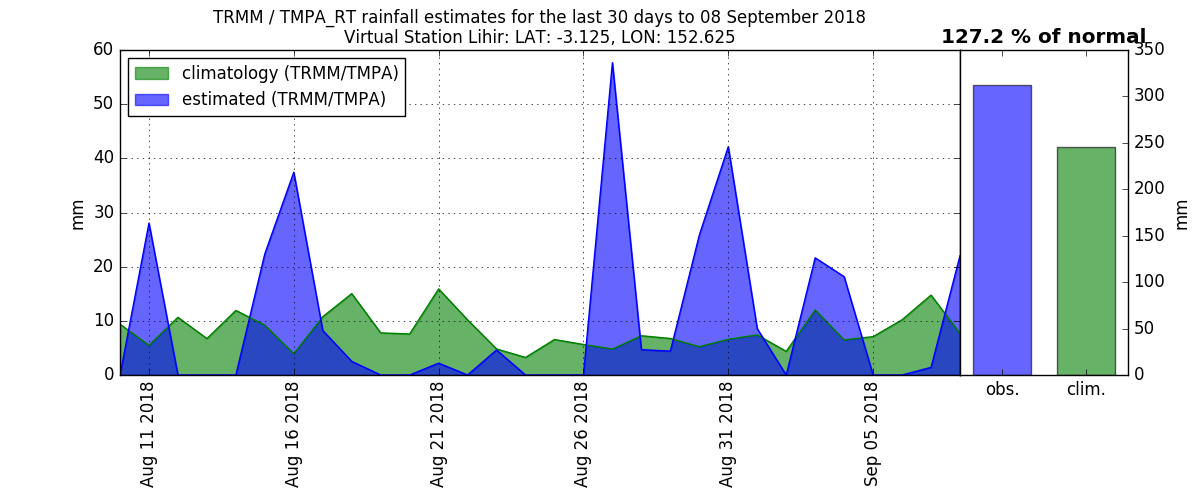 TRMM / TMPA_RT rainfall estimates for the last 30 days to 08 September 2018
Virtual Station Lihir: LAT: -3.125, LON: 152.625
127.2 % of normal
climatology (TRMM/TMPA)
estimated (TRMM/TMPA)
mm
60
50
40
30
20
10
0
Aug 11 2018
Aug 16 2018
Aug 21 2018
Aug 26 2018
Aug 31 2018
Sep 05 2018
obs.
clim.
350
300
250
200
150
100
50
0
mm